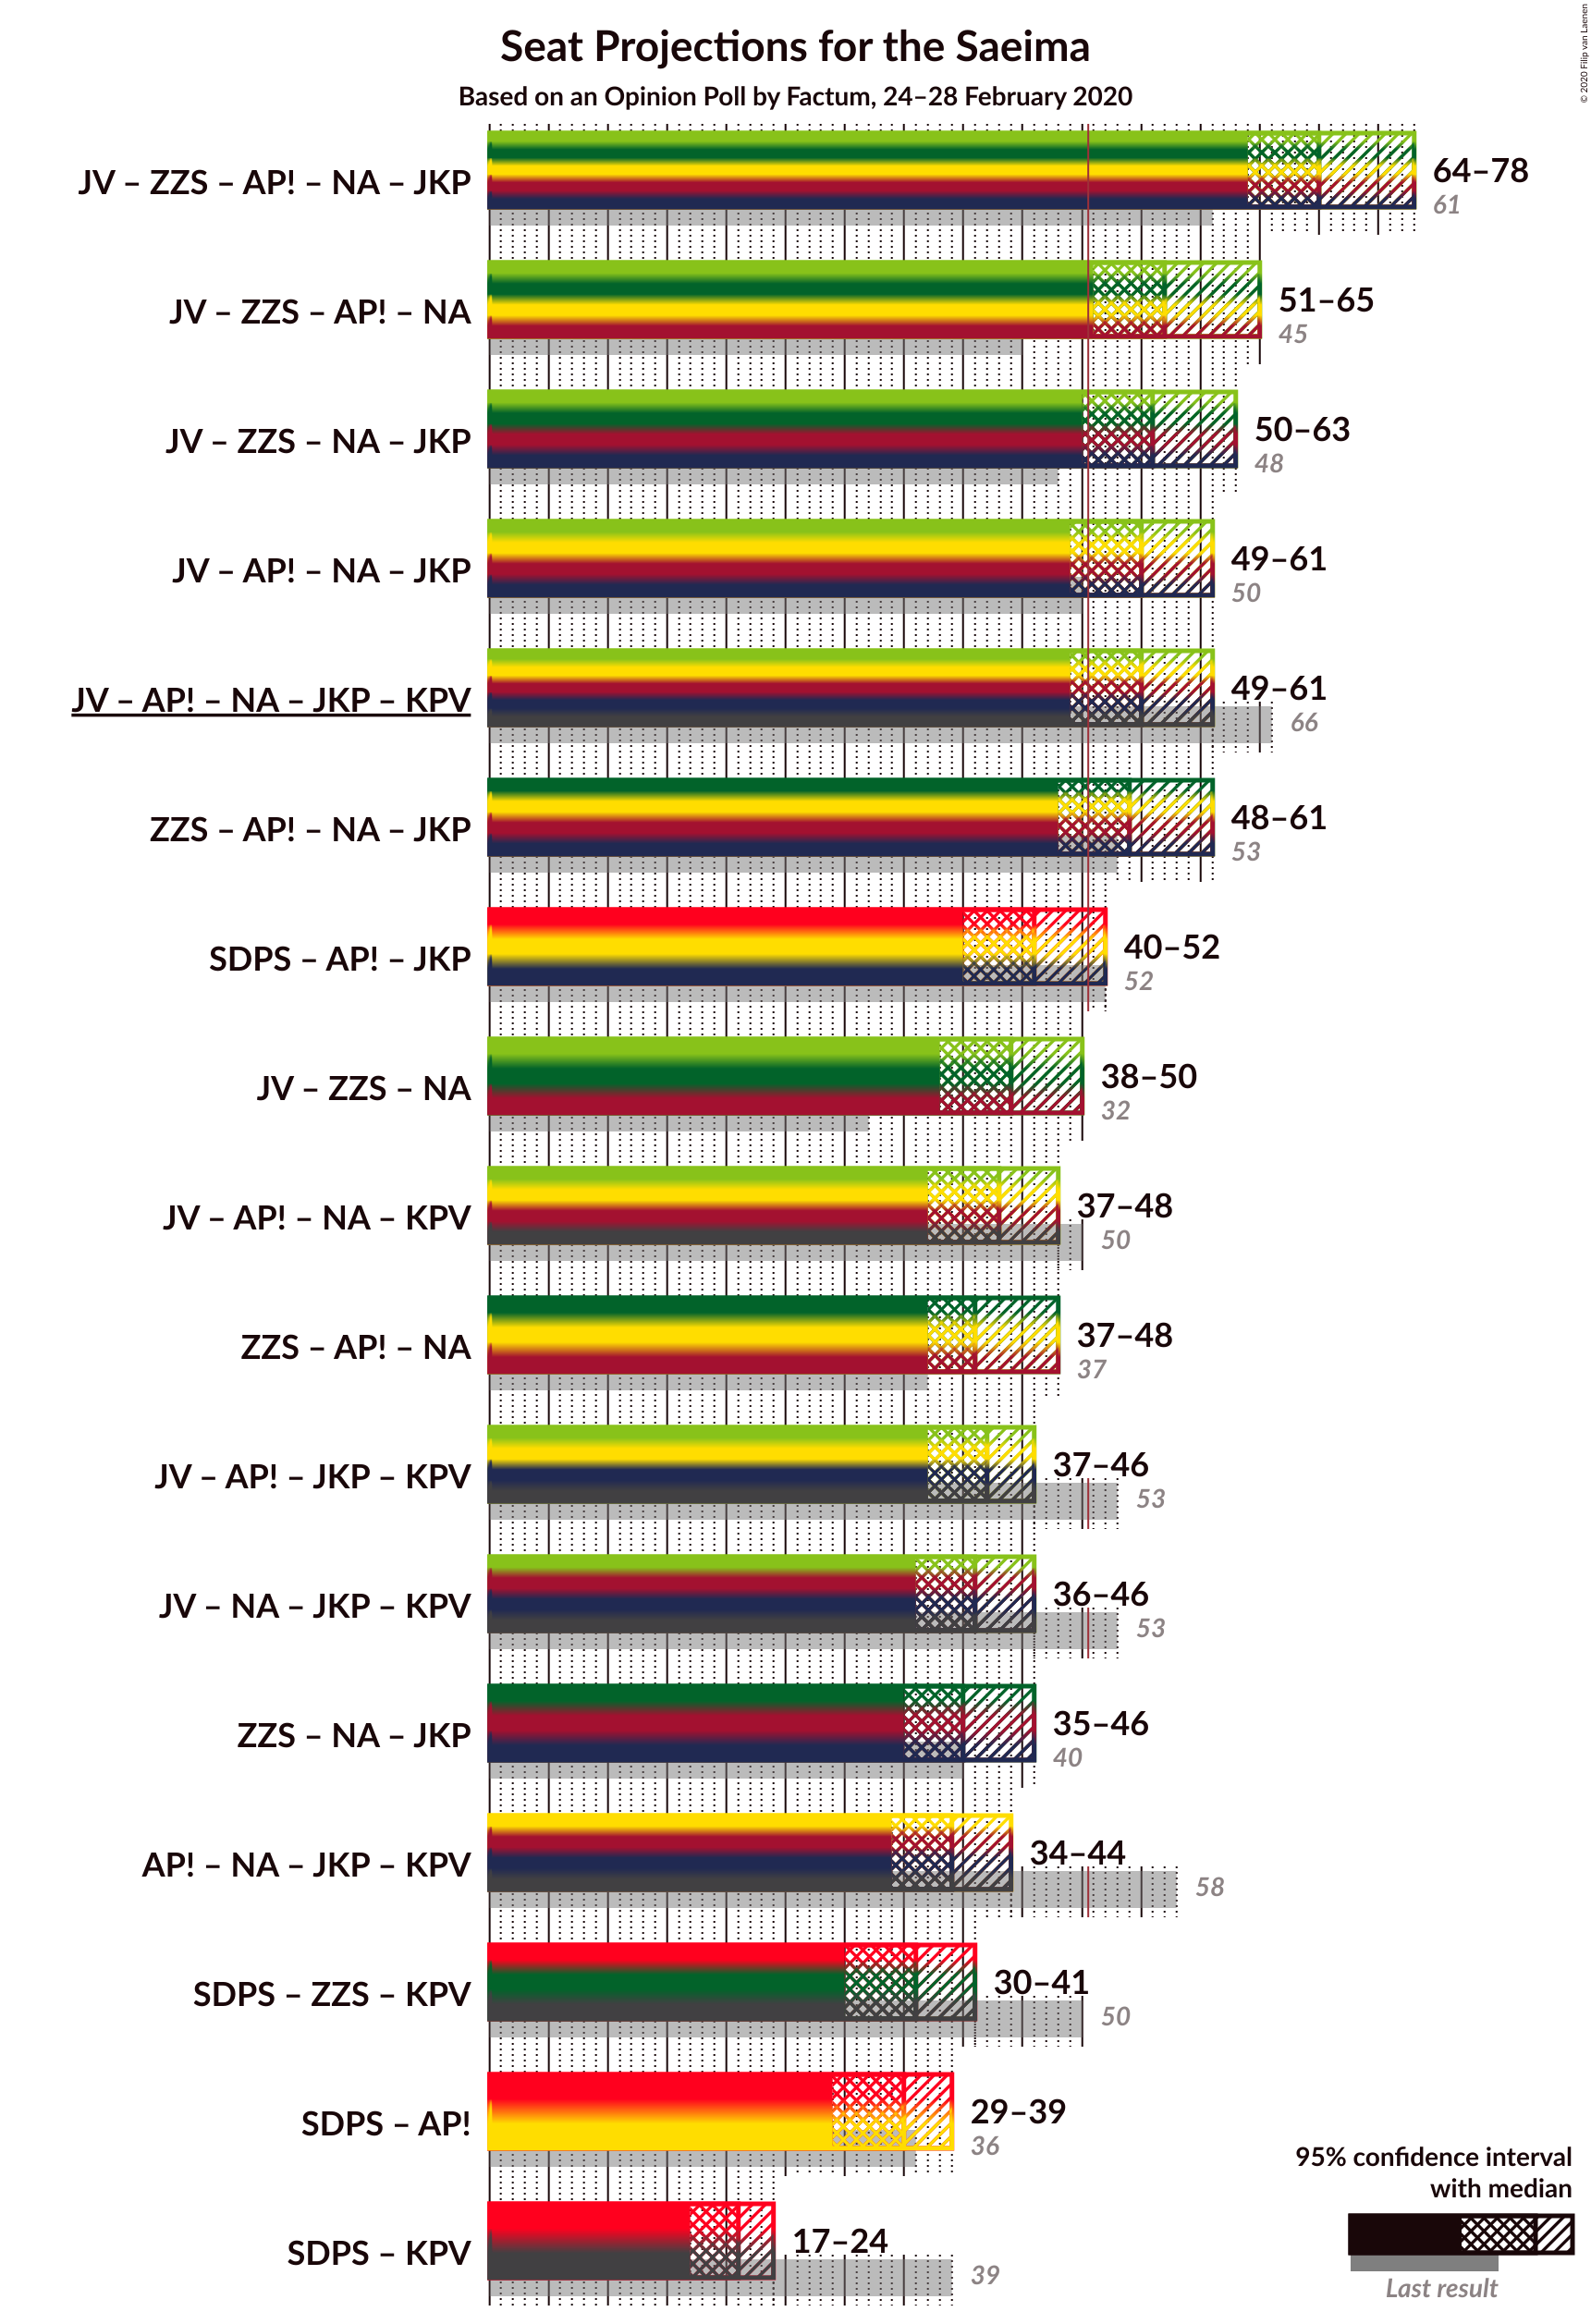 Seat Projections for the Saeima
Based on an Opinion Poll by Factum, 24–28 February 2020
© 2020 Filip van Laenen
JV – ZZS – AP! – NA – JKP
64–78
61
JV – ZZS – AP! – NA
51–65
45
JV – ZZS – NA – JKP
50–63
48
JV – AP! – NA – JKP
49–61
50
JV – AP! – NA – JKP – KPV
49–61
66
ZZS – AP! – NA – JKP
48–61
53
SDPS – AP! – JKP
40–52
52
JV – ZZS – NA
38–50
32
JV – AP! – NA – KPV
37–48
50
ZZS – AP! – NA
37–48
37
JV – AP! – JKP – KPV
37–46
53
JV – NA – JKP – KPV
36–46
53
ZZS – NA – JKP
35–46
40
AP! – NA – JKP – KPV
34–44
58
SDPS – ZZS – KPV
30–41
50
SDPS – AP!
29–39
36
SDPS – KPV
17–24
39
95% confidence interval
with median
Last result